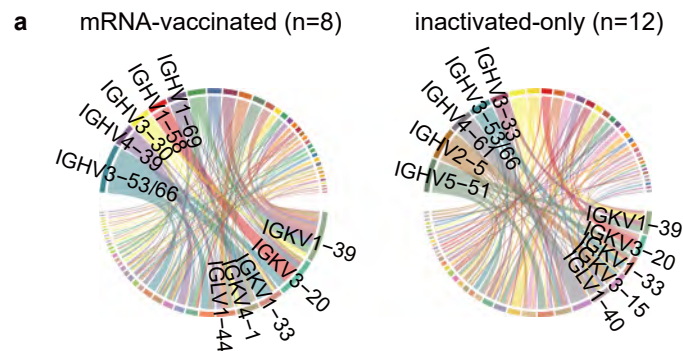 a
mRNA-vaccinated (n=8)
IGHV1−69
IGHV1−58
IGHV3−30
IGHV4−39
IGHV3−53/66
IGKV1−39
IGKV3−20
IGKV1−33
IGKV4−1
IGLV1−44
inactivated-only (n=12)
IGHV3−33
IGHV3−53/66
IGHV4−61
IGHV2−5
IGHV5−51
IGKV1−39
IGKV3−20
IGKV1−33
IGKV3−15
IGLV1−40